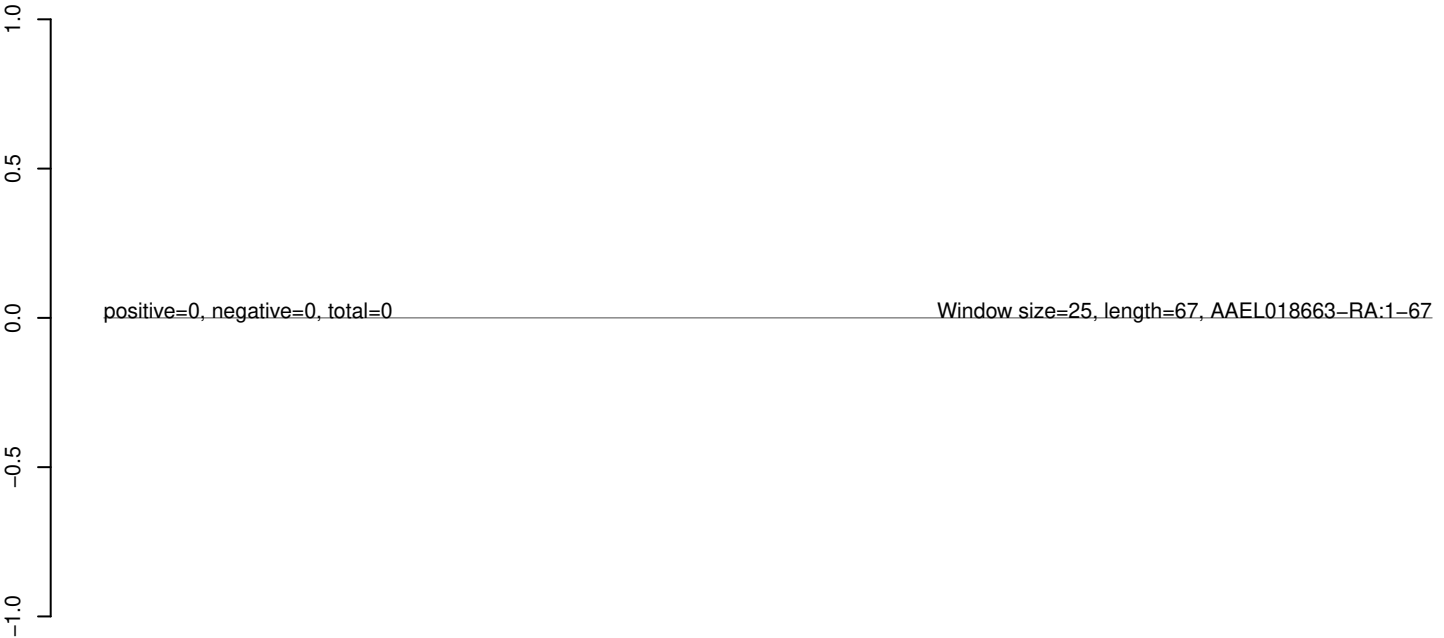 1.0
0.5
0.0
−0.5
−1.0
positive=0, negative=0, total=0
Window size=25, length=67, AAEL018663−RA:1−67